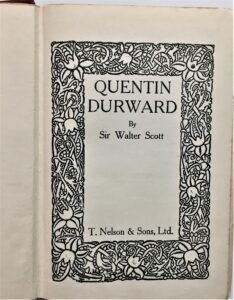 QUENTIN
DURWARD
By
Sir Walter Scott
T. Nelson & Sons, Ltd.